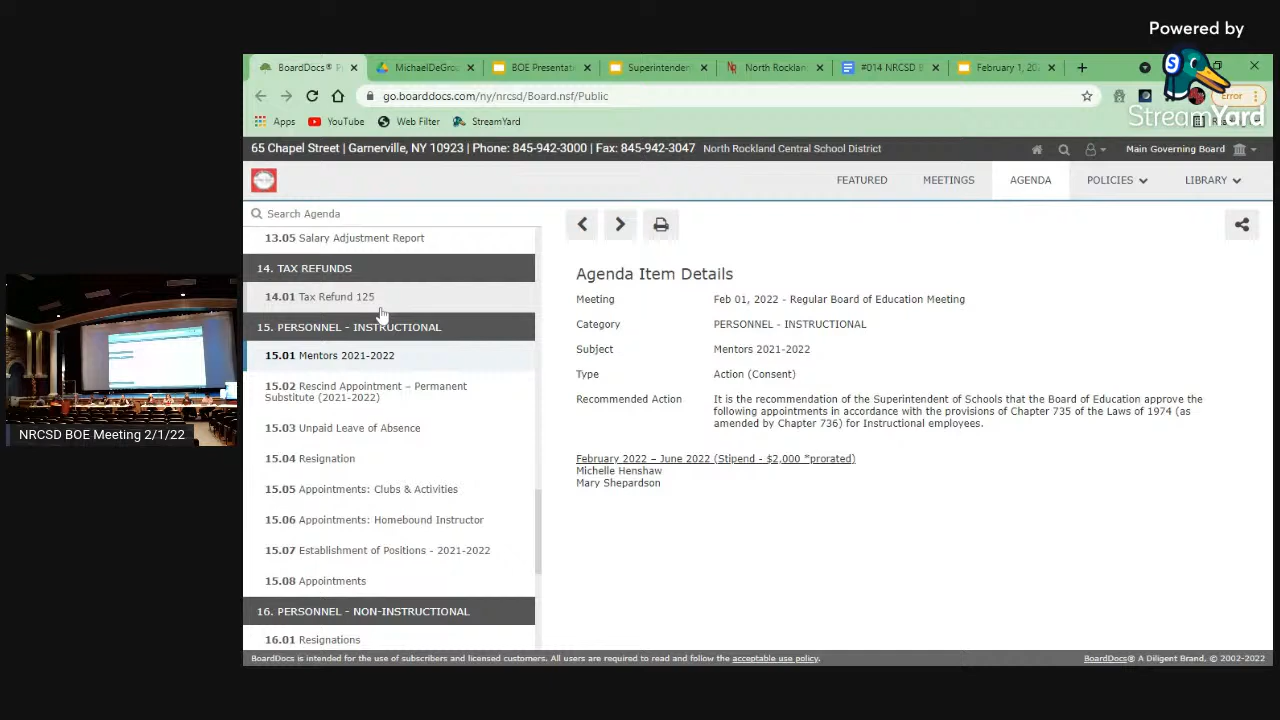 Powered by
StreamYard
BoardDocs® P
MichaelDeGro
BOE Presentat
Superintenden
North Rocklan
#014 NRCSD E
February 1, 20
go.boarddocs.com/ny/nrcsd/Board.nsf/Public
Error
Apps
YouTube
Web Filter
StreamYard
65 Chapel Street | Garnerville, NY 10923 | Phone: 845-942-3000 | Fax: 845-942-3047 North Rockland Central School District
Main Governing Board
FEATURED
MEETINGS
AGENDA
POLICIES
LIBRARY
Search Agenda
13.05 Salary Adjustment Report
14. TAX REFUNDS
14.01 Tax Refund 125
15. PERSONNEL - INSTRUCTIONAL
15.01 Mentors 2021-2022
15.02 Rescind Appointment – Permanent
Substitute (2021-2022)
15.03 Unpaid Leave of Absence
15.04 Resignation
15.05 Appointments: Clubs & Activities
15.06 Appointments: Homebound Instructor
15.07 Establishment of Positions - 2021-2022
15.08 Appointments
16. PERSONNEL - NON-INSTRUCTIONAL
16.01 Resignations
Agenda Item Details
Meeting Feb 01, 2022 - Regular Board of Education Meeting
Category PERSONNEL - INSTRUCTIONAL
Subject Mentors 2021-2022
Type Action (Consent)
Recommended Action It is the recommendation of the Superintendent of Schools that the Board of Education approve the
following appointments in accordance with the provisions of Chapter 735 of the Laws of 1974 (as
amended by Chapter 736) for Instructional employees.
February 2022 – June 2022 (Stipend - $2,000 *prorated)
Michelle Henshaw
Mary Shepardson
NRCSD BOE Meeting 2/1/22
BoardDocs is intended for the use of subscribers and licensed customers. All users are required to read and follow the acceptable use policy.
BoardDocs® A Diligent Brand, © 2002-2022